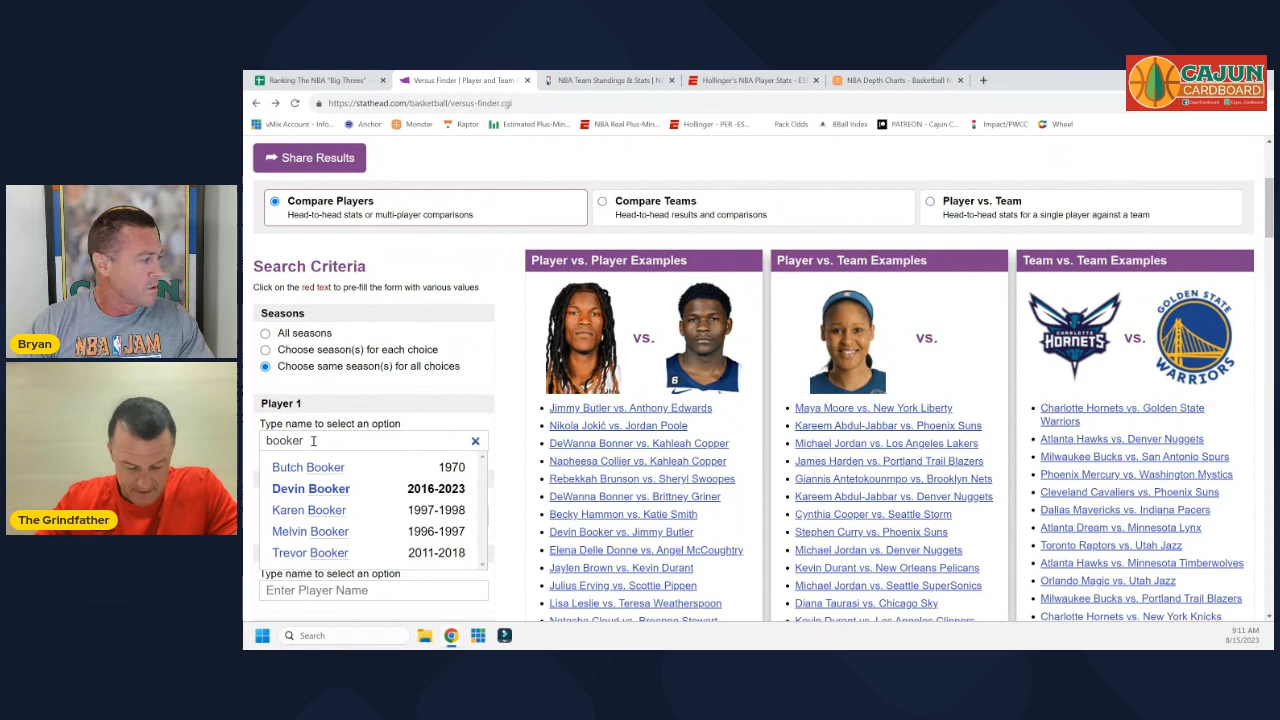 CAJUN
CARDBOARD
CajunCardboard
Cajun_Cardboard
Ranking The NBA "Big Threes" -
Versus Finder | Player and Team
NBA Team Standings & Stats | N
Hollinger's NBA Player Stats - ES
NBA Depth Charts - Basketball M
https://stathead.com/basketball/versus-finder.cgi
vMix Account - Info...
Anchor
Monster
Raptor
Estimated Plus-Min...
NBA Real Plus-Min...
Hollinger - PER -ES...
Pack Odds
BBall Index
PATREON - Cajun C...
Impact/PWCC
Wheel
Share Results
Compare Players
Head-to-head stats or multi-player comparisons
Compare Teams
Head-to-head results and comparisons
Player vs. Team
Head-to-head stats for a single player against a team
Search Criteria
Click on the red text to pre-fill the form with various values
Seasons
All seasons
Choose season(s) for each choice
Choose same season(s) for all choices
Player 1
Type name to select an option
booker
Butch Booker 1970
Devin Booker 2016-2023
Karen Booker 1997-1998
Melvin Booker 1996-1997
Trevor Booker 2011-2018
Type name to select an option
Enter Player Name
Player vs. Player Examples
vs.
6
Jimmy Butler vs. Anthony Edwards
Nikola Jokić vs. Jordan Poole
DeWanna Bonner vs. Kahleah Copper
Napheesa Collier vs. Kahleah Copper
Rebekkah Brunson vs. Sheryl Swoopes
DeWanna Bonner vs. Brittney Griner
Becky Hammon vs. Katie Smith
Devin Booker vs. Jimmy Butler
Elena Delle Donne vs. Angel McCoughtry
Jaylen Brown vs. Kevin Durant
Julius Erving vs. Scottie Pippen
Lisa Leslie vs. Teresa Weatherspoon
Natasha Cloud vs. Breanna Stewart
Player vs. Team Examples
vs.
Maya Moore vs. New York Liberty
Kareem Abdul-Jabbar vs. Phoenix Suns
Michael Jordan vs. Los Angeles Lakers
James Harden vs. Portland Trail Blazers
Giannis Antetokounmpo vs. Brooklyn Nets
Kareem Abdul-Jabbar vs. Denver Nuggets
Cynthia Cooper vs. Seattle Storm
Stephen Curry vs. Phoenix Suns
Michael Jordan vs. Denver Nuggets
Kevin Durant vs. New Orleans Pelicans
Michael Jordan vs. Seattle SuperSonics
Diana Taurasi vs. Chicago Sky
Kevin Durant vs. Los Angeles Clippers
Team vs. Team Examples
CHARLOTTE
HORNETS
vs.
GOLDEN STATE
WARRIORS
Charlotte Hornets vs. Golden State
Warriors
Atlanta Hawks vs. Denver Nuggets
Milwaukee Bucks vs. San Antonio Spurs
Phoenix Mercury vs. Washington Mystics
Cleveland Cavaliers vs. Phoenix Suns
Dallas Mavericks vs. Indiana Pacers
Atlanta Dream vs. Minnesota Lynx
Toronto Raptors vs. Utah Jazz
Atlanta Hawks vs. Minnesota Timberwolves
Orlando Magic vs. Utah Jazz
Milwaukee Bucks vs. Portland Trail Blazers
Charlotte Hornets vs. New York Knicks
Search
9:11 AM
8/15/2023
NBA JAM
Bryan
The Grindfather